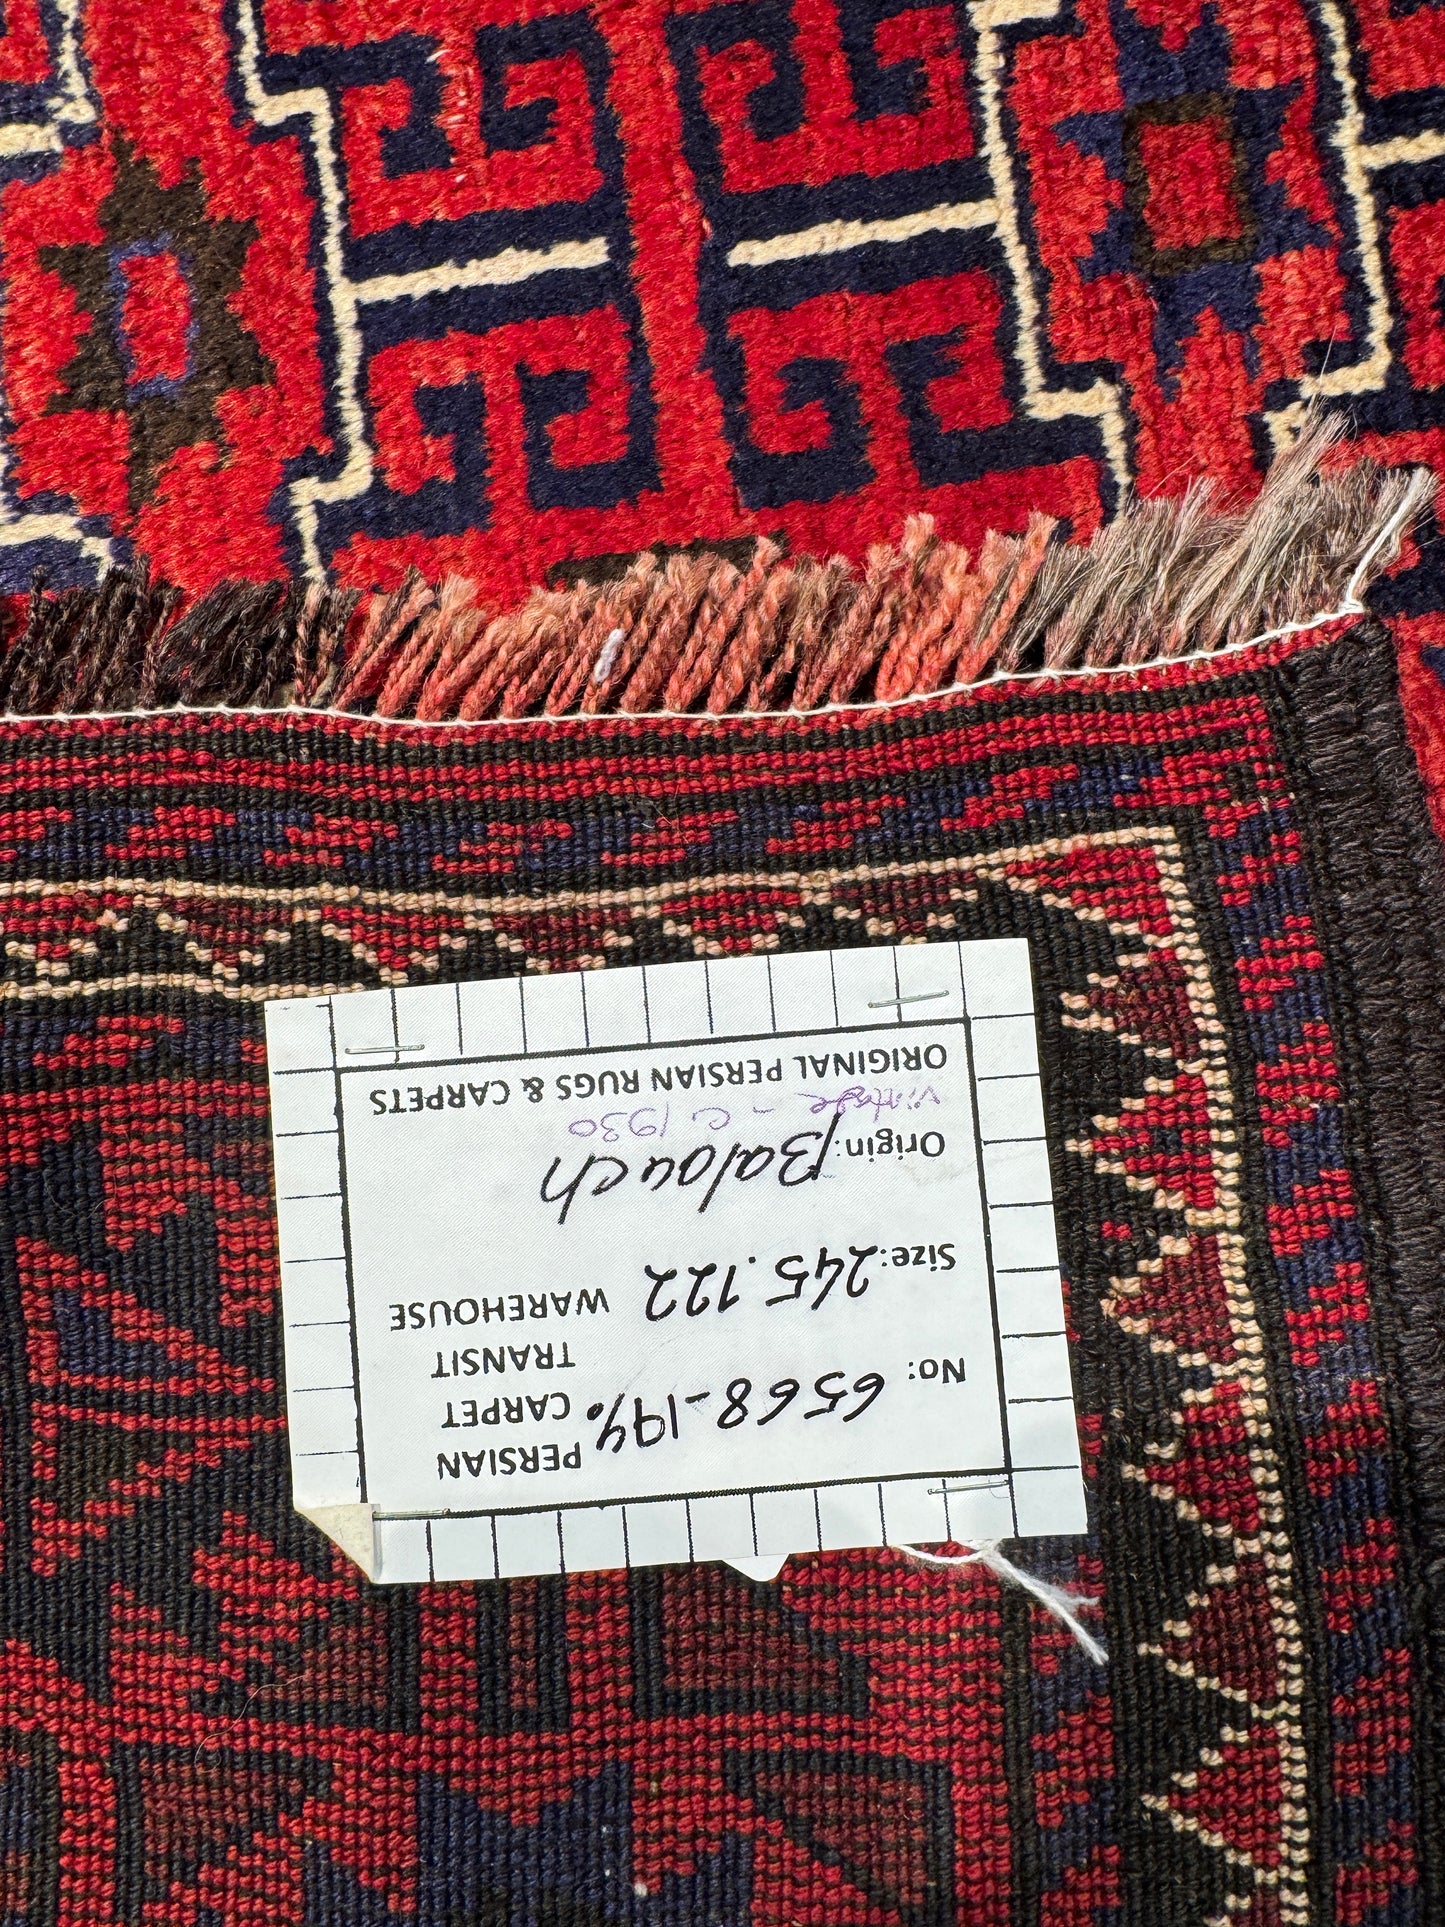 PERSIAN
CARPET
TRANSIT
WAREHOUSE
No: 6568-194%
Size: 245.122
Origin: Balouch
vintage - C 1930
ORIGINAL PERSIAN RUGS & CARPETS